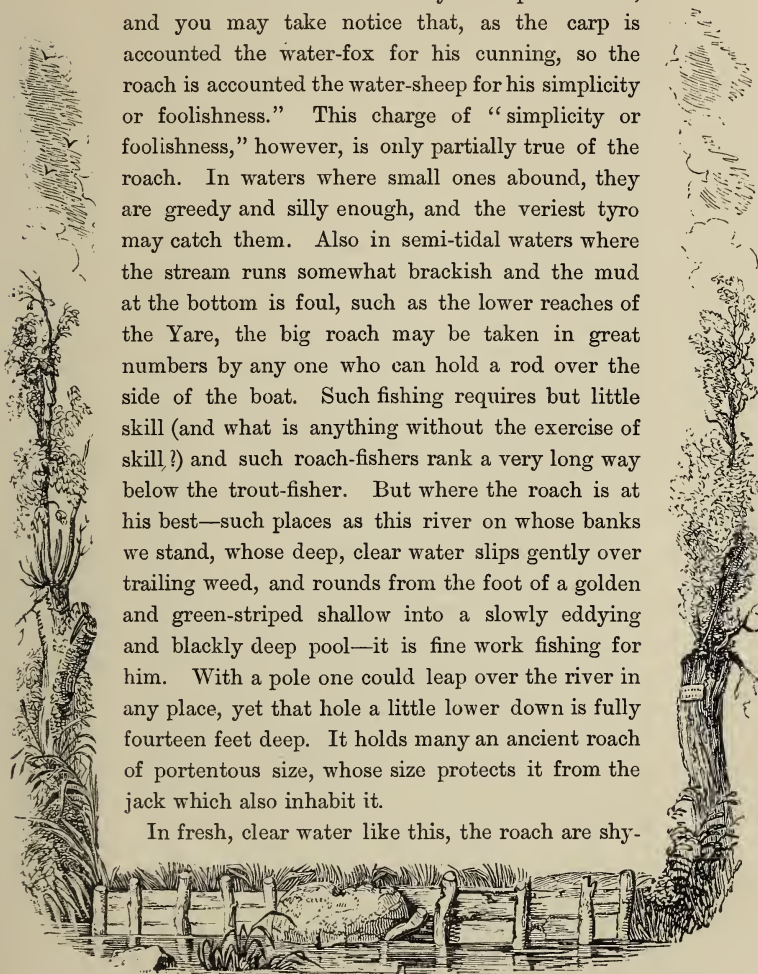 and you may take notice that, as the carp is
accounted the water-fox for his cunning, so the
roach is accounted the water-sheep for his simplicity
or foolishness.” This charge of “simplicity or
foolishness,” however, is only partially true of the
roach. In waters where small ones abound, they
are greedy and silly enough, and the veriest tyro
may catch them. Also in semi-tidal waters where
the stream runs somewhat brackish and the mud
at the bottom is foul, such as the lower reaches of
the Yare, the big roach may be taken in great
numbers by any one who can hold a rod over the
side of the boat. Such fishing requires but little
skill (and what is anything without the exercise of
skill ?) and such roach-fishers rank a very long way
below the trout-fisher. But where the roach is at
his best—such places as this river on whose banks
we stand, whose deep, clear water slips gently over
trailing weed, and rounds from the foot of a golden
and green-striped shallow into a slowly eddying
and blackly deep pool—it is fine work fishing for
him. With a pole one could leap over the river in
any place, yet that hole a little lower down is fully
fourteen feet deep. It holds many an ancient roach
of portentous size, whose size protects it from the
jack which also inhabit it.
In fresh, clear water like this, the roach are shy-